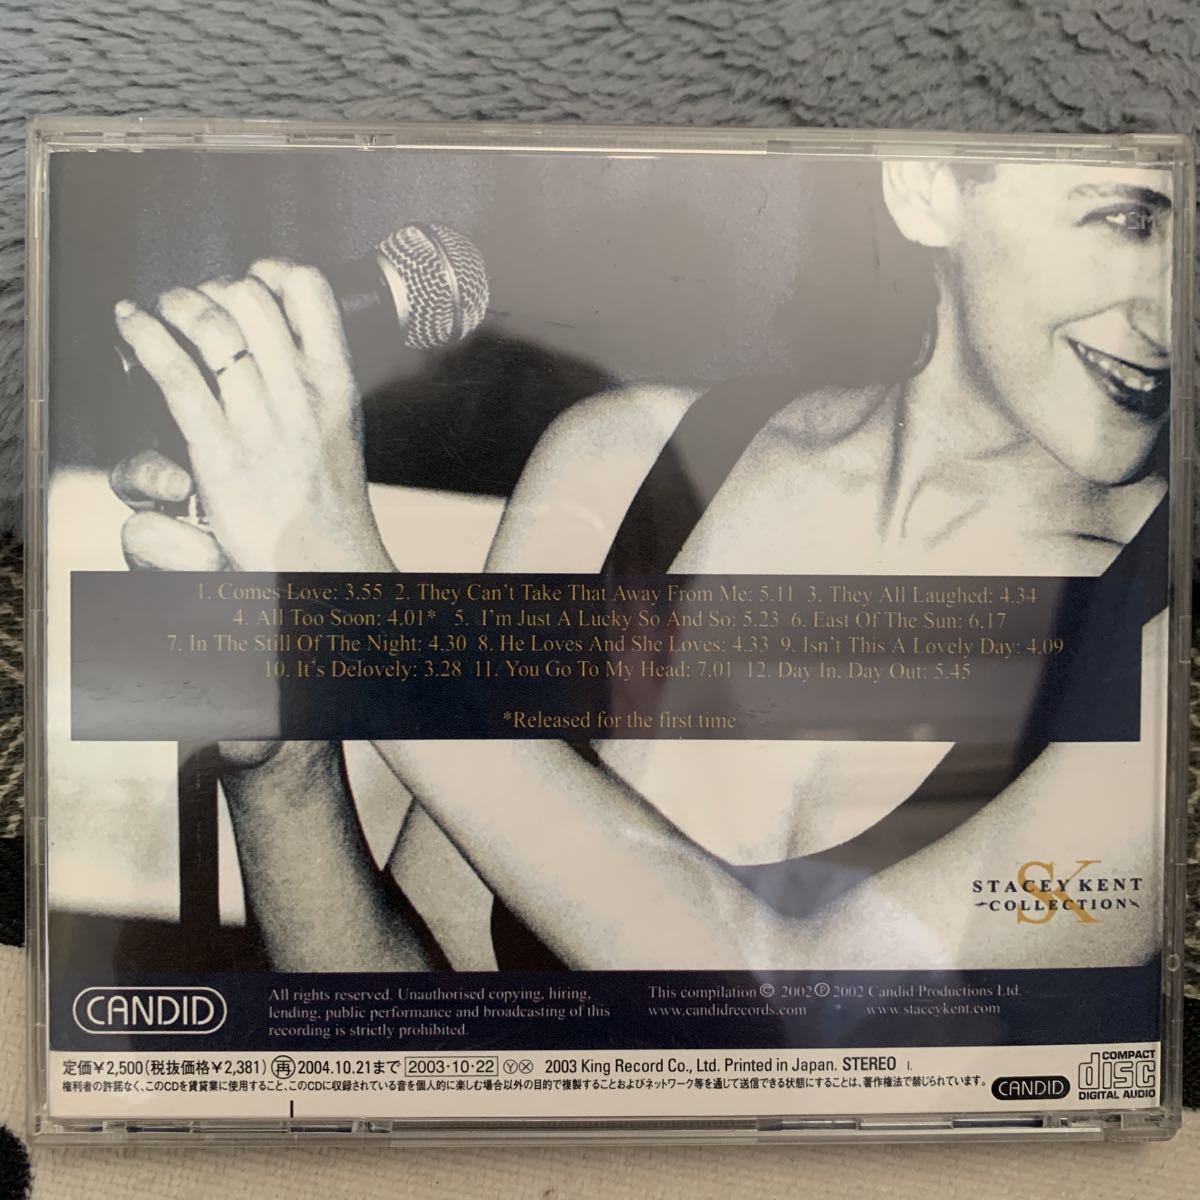 1. Comes Love: 3.55 2. They Can't Take That Away From Me: 5.11 3. They All Laughed: 4.34
4. All Too Soon: 4.01* 5. I'm Just A Lucky So And So: 5.23 6. East Of The Sun: 6.17
7. In The Still Of The Night: 4.30 8. He Loves And She Loves: 4.33 9. Isn't This A Lovely Day: 4.09
10. It's Delovely: 3.28 11. You Go To My Head: 7.01 12. Day In, Day Out: 5.45
*Released for the first time
SK
STACEY KENT
COLLECTION
CANDID
All rights reserved. Unauthorised copying, hiring,
lending, public performance and broadcasting of this
recording is strictly prohibited.
This compilation © 2002 ℗ 2002 Candid Productions Ltd.
www.candidrecords.com www.staceykent.com
定価¥2,500(税抜価格¥2,381) 再 2004.10.21まで 2003・10・22 Ⓨ Ⓧ 2003 King Record Co., Ltd. Printed in Japan. STEREO I.
権利者の許諾なく、このCDを賃貸業に使用すること、このCDに収録されている音を個人的に楽しむ場合以外の目的で複製することおよびネットワーク等を通じて送信できる状態にすることは、著作権法で禁じられています。
CANDID
COMPACT
disc
DIGITAL AUDIO